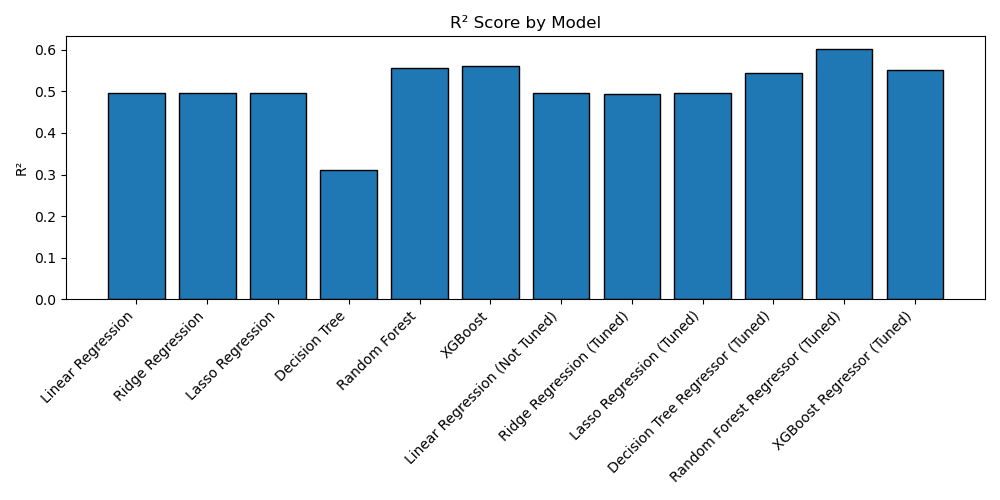 R² Score by Model
R²
0.6
0.5
0.4
0.3
0.2
0.1
0.0
Linear Regression
Ridge Regression
Lasso Regression
Decision Tree
Random Forest
XGBoost
Linear Regression (Not Tuned)
Ridge Regression (Tuned)
Lasso Regression (Tuned)
Decision Tree Regressor (Tuned)
Random Forest Regressor (Tuned)
XGBoost Regressor (Tuned)